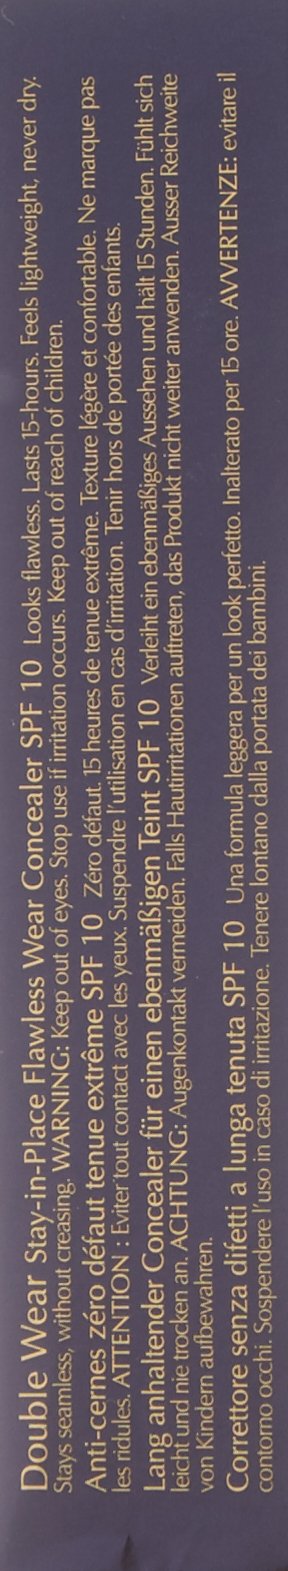 Double Wear Stay-in-Place Flawless Wear Concealer SPF 10 Looks flawless. Lasts 15-hours. Feels lightweight, never dry.
Stays seamless, without creasing. WARNING: Keep out of eyes. Stop use if irritation occurs. Keep out of reach of children.
Anti-cernes zéro défaut tenue extrême SPF 10 Zéro défaut. 15 heures de tenue extrême. Texture légère et confortable. Ne marque pas
les ridules. ATTENTION : Eviter tout contact avec les yeux. Suspendre l'utilisation en cas d'irritation. Tenir hors de portée des enfants.
Lang anhaltender Concealer für einen ebenmäßigen Teint SPF 10 Verleiht ein ebenmäßiges Aussehen und hält 15 Stunden. Fühlt sich
leicht und nie trocken an. ACHTUNG: Augenkontakt vermeiden. Falls Hautirritationen auftreten, das Produkt nicht weiter anwenden. Ausser Reichweite
von Kindern aufbewahren.
Correttore senza difetti a lunga tenuta SPF 10 Una formula leggera per un look perfetto. Inalterato per 15 ore. AVVERTENZE: evitare il
contorno occhi. Sospendere l'uso in caso di irritazione. Tenere lontano dalla portata dei bambini.